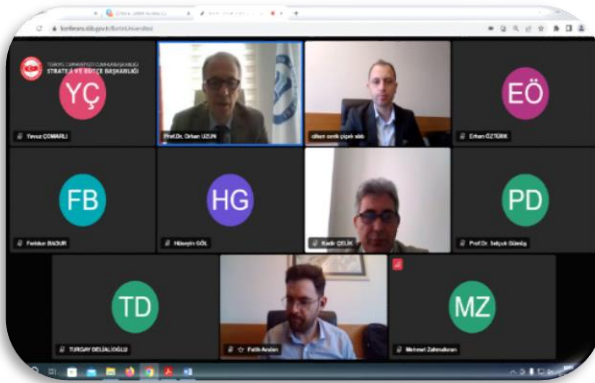 TÜRKİYE CUMHURİYETİ CUMHURBAŞKANLIĞI
STRATEJİ VE BÜTÇE BAŞKANLIĞI
YÇ
Yavuz ÇOMARLI
Prof.Dr. Orhan UZUN
EÖ
Erhan ÖZTÜRK
FB
Feridun BADUR
HG
Hüseyin GÖL
Kadir ÇELİK
PD
Prof.Dr. Selçuk Gümüş
TD
TURGAY DELİALİOĞLU
Fatih Arslan
MZ
Mehmet Zahmakıran